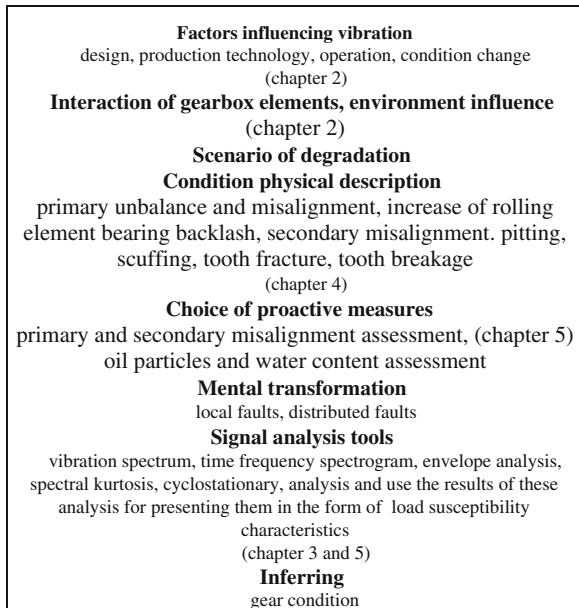 Factors influencing vibration
design, production technology, operation, condition change
(chapter 2)
Interaction of gearbox elements, environment influence
(chapter 2)
Scenario of degradation
Condition physical description
primary unbalance and misalignment, increase of rolling
element bearing backlash, secondary misalignment. pitting,
scuffing, tooth fracture, tooth breakage
(chapter 4)
Choice of proactive measures
primary and secondary misalignment assessment, (chapter 5)
oil particles and water content assessment
Mental transformation
local faults, distributed faults
Signal analysis tools
vibration spectrum, time frequency spectrogram, envelope analysis,
spectral kurtosis, cyclostationary, analysis and use the results of these
analysis for presenting them in the form of load susceptibility
characteristics
(chapter 3 and 5)
Inferring
gear condition